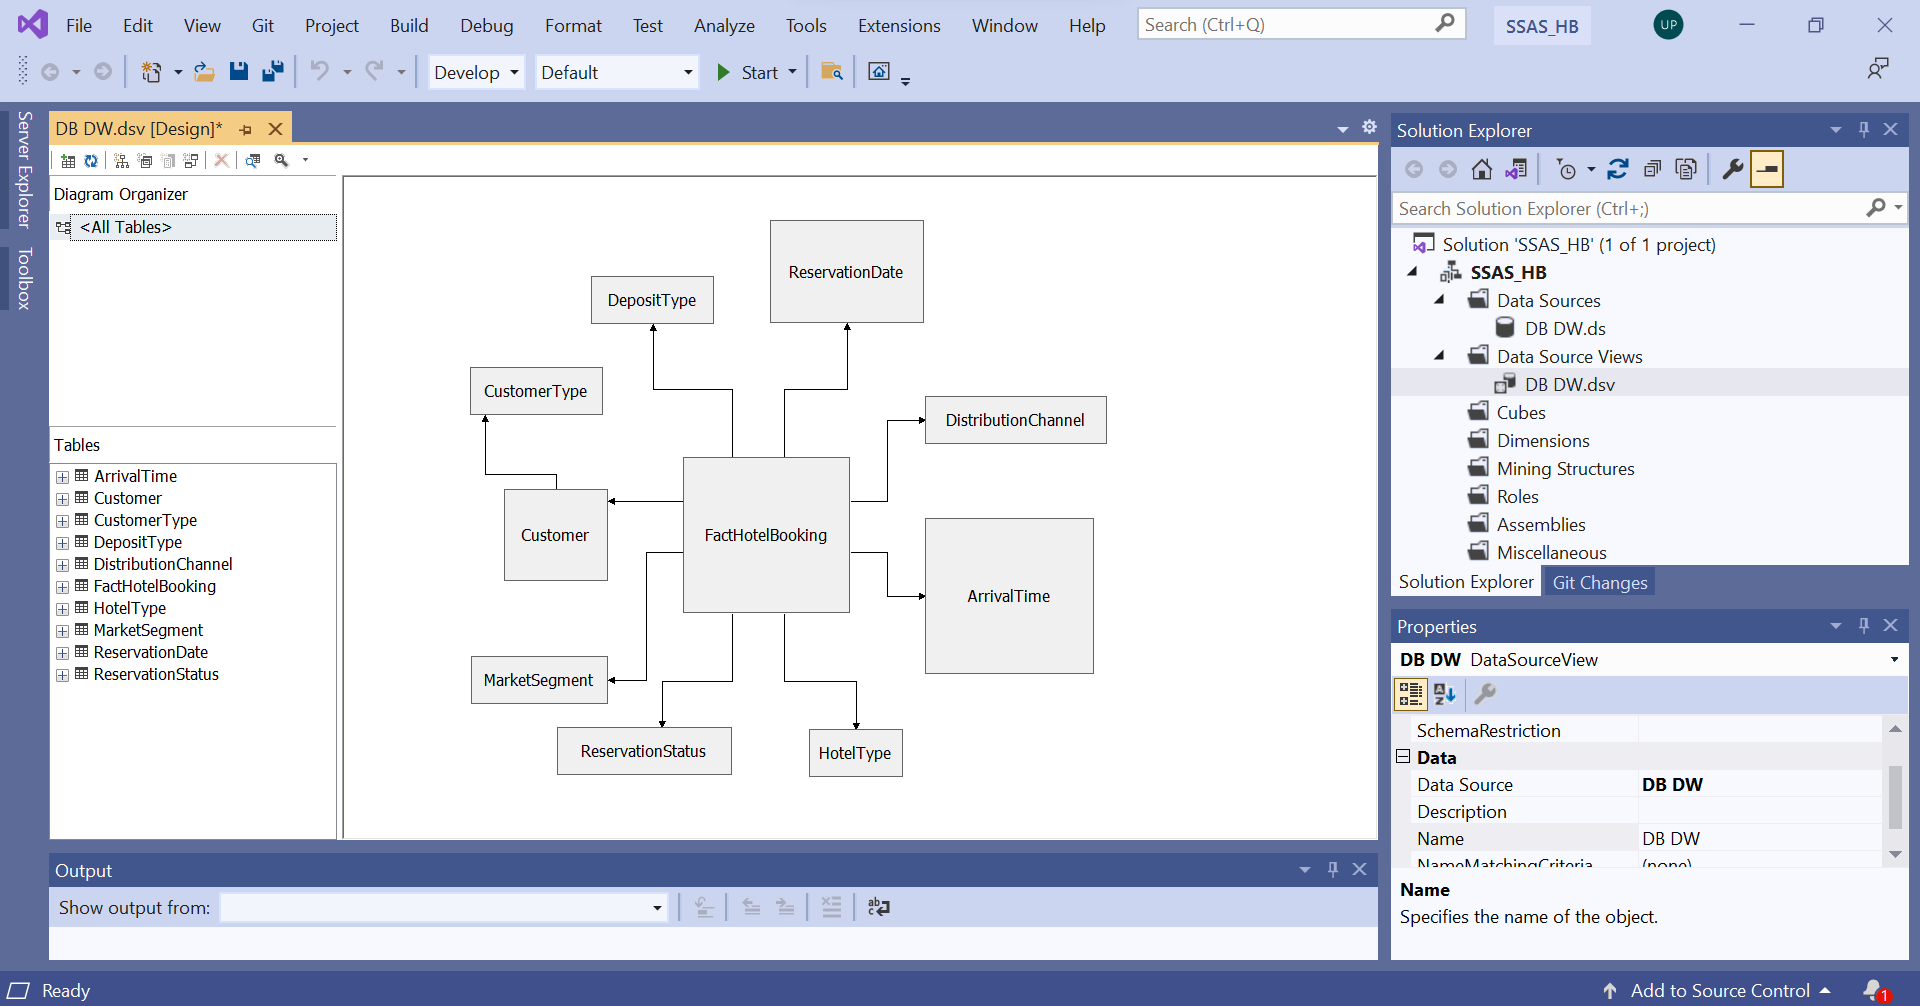 File Edit View Git Project Build Debug Format Test Analyze Tools Extensions Window Help Search (Ctrl+Q) SSAS_HB UP
Develop Default Start
Server Explorer
Toolbox
DB DW.dsv [Design]*
Diagram Organizer
<All Tables>
Tables
ArrivalTime
Customer
CustomerType
DepositType
DistributionChannel
FactHotelBooking
HotelType
MarketSegment
ReservationDate
ReservationStatus
ReservationDate
DepositType
CustomerType
DistributionChannel
Customer
FactHotelBooking
ArrivalTime
MarketSegment
ReservationStatus
HotelType
Output
Show output from:
Solution Explorer
Search Solution Explorer (Ctrl+;)
Solution 'SSAS_HB' (1 of 1 project)
SSAS_HB
Data Sources
DB DW.ds
Data Source Views
DB DW.dsv
Cubes
Dimensions
Mining Structures
Roles
Assemblies
Miscellaneous
Solution Explorer Git Changes
Properties
DB DW DataSourceView
SchemaRestriction
Data
Data Source DB DW
Description
Name DB DW
NameMatchingCriteria (none)
Name
Specifies the name of the object.
Ready Add to Source Control 1